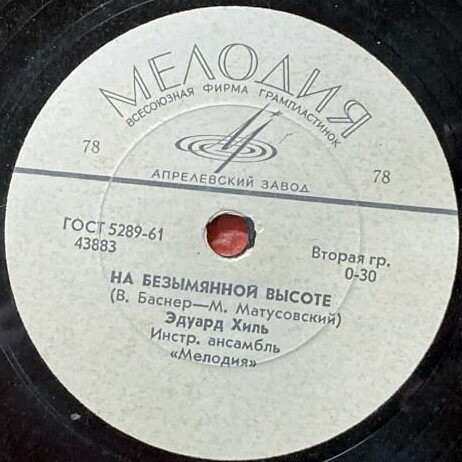 МЕЛОДИЯ
ВСЕСОЮЗНАЯ ФИРМА ГРАМПЛАСТИНОК
78
78
АПРЕЛЕВСКИЙ ЗАВОД
ГОСТ 5289-61
43883
Вторая гр.
0-30
НА БЕЗЫМЯННОЙ ВЫСОТЕ
(В. Баснер—М. Матусовский)
Эдуард Хиль
Инстр. ансамбль
«Мелодия»